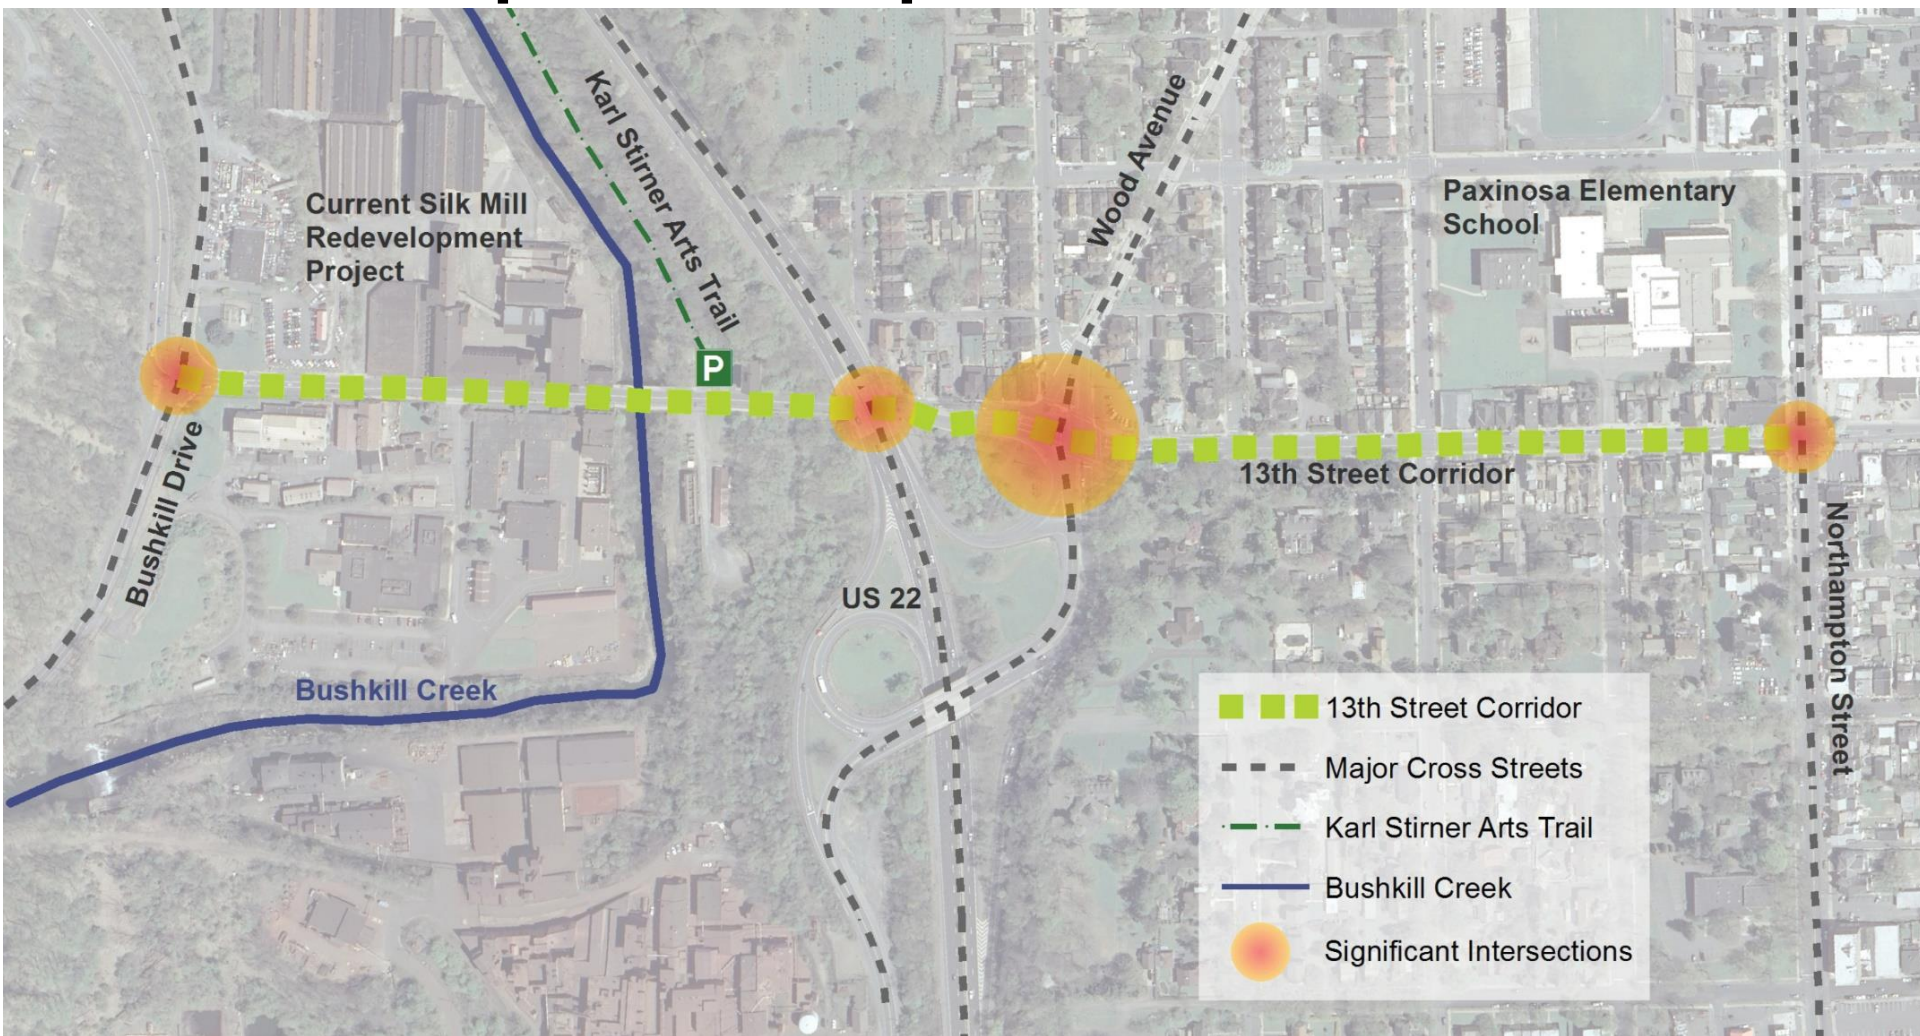 Karl Stirner Arts Trail
Wood Avenue
Current Silk Mill
Redevelopment
Project
Paxinosa Elementary
School
P
Bushkill Drive
13th Street Corridor
US 22
Northampton Street
Bushkill Creek
13th Street Corridor
Major Cross Streets
Karl Stirner Arts Trail
Bushkill Creek
Significant Intersections